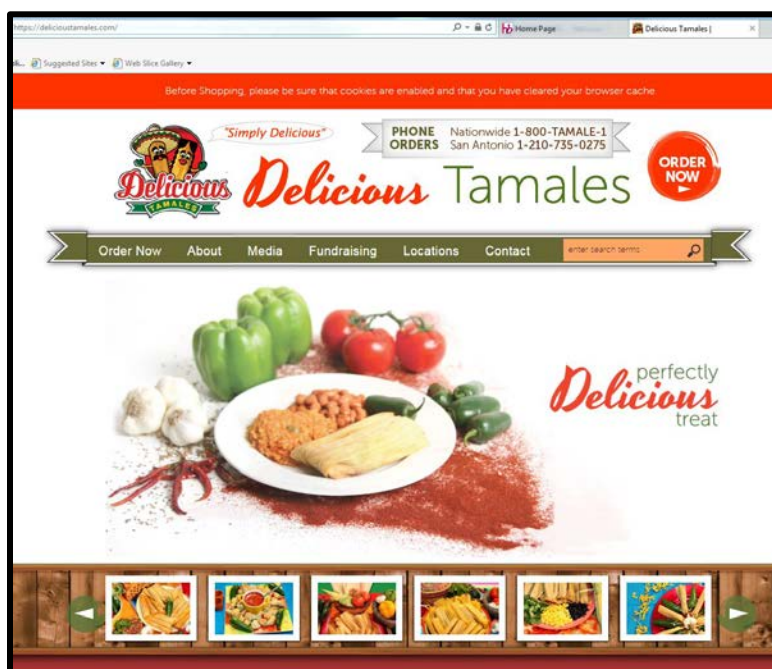 https://delicioustamales.com/
Home Page
Delicious Tamales |
Suggested Sites
Web Slice Gallery
Before Shopping, please be sure that cookies are enabled and that you have cleared your browser cache
"Simply Delicious"
PHONE ORDERS
Nationwide 1-800-TAMALE-1
San Antonio 1-210-735-0275
Delicious
TAMALES
Delicious Tamales
ORDER
NOW
Order Now About Media Fundraising Locations Contact enter search terms
perfectly
Delicious
treat